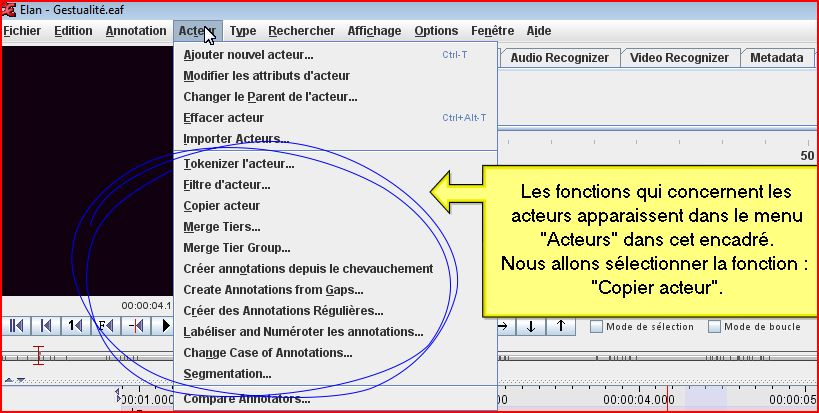 Elan - Gestualité.eaf
Fichier Edition Annotation Acteur Type Rechercher Affichage Options Fenêtre Aide
Ajouter nouvel acteur... Ctrl-T
Modifier les attributs d'acteur
Changer le Parent de l'acteur...
Effacer acteur Ctrl+Alt-T
Importer Acteurs...
Tokenizer l'acteur...
Filtre d'acteur...
Copier acteur
Merge Tiers...
Merge Tier Group...
Créer annotations depuis le chevauchement
Create Annotations from Gaps...
Créer des Annotations Régulières...
Labéliser and Numéroter les annotations...
Change Case of Annotations...
Segmentation...
Compare Annotators...
Audio Recognizer Video Recognizer Metadata
50
Les fonctions qui concernent les
acteurs apparaissent dans le menu
"Acteurs" dans cet encadré.
Nous allons sélectionner la fonction :
"Copier acteur".
00:00:04.1
1 F
Mode de sélection Mode de boucle
00:01.000 00:00:04.000 00:00:05